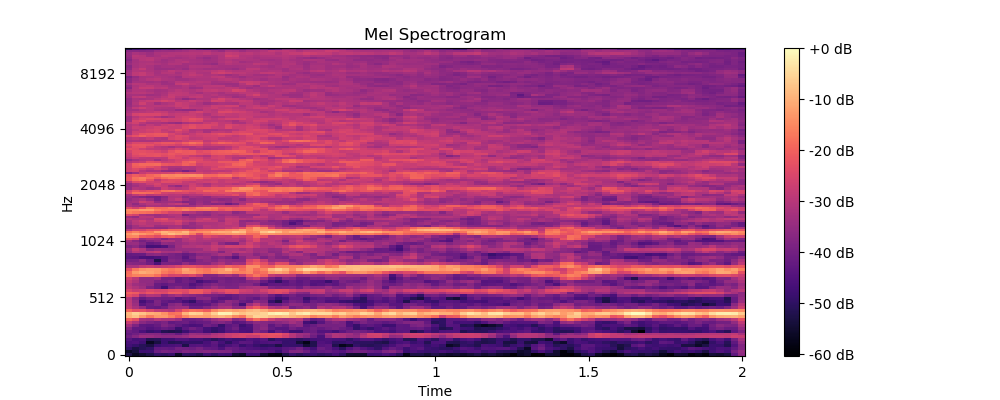 Mel Spectrogram
Hz
8192
4096
2048
1024
512
0
0
0.5
1
1.5
2
Time
+0 dB
-10 dB
-20 dB
-30 dB
-40 dB
-50 dB
-60 dB